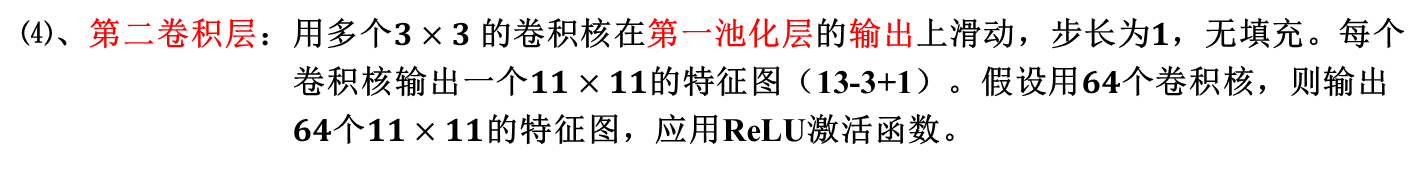 (4)、第二卷积层：用多个3 × 3 的卷积核在第一池化层的输出上滑动，步长为1，无填充。每个
卷积核输出一个11 × 11的特征图（13-3+1）。假设用64个卷积核，则输出
64个11 × 11的特征图，应用ReLU激活函数。